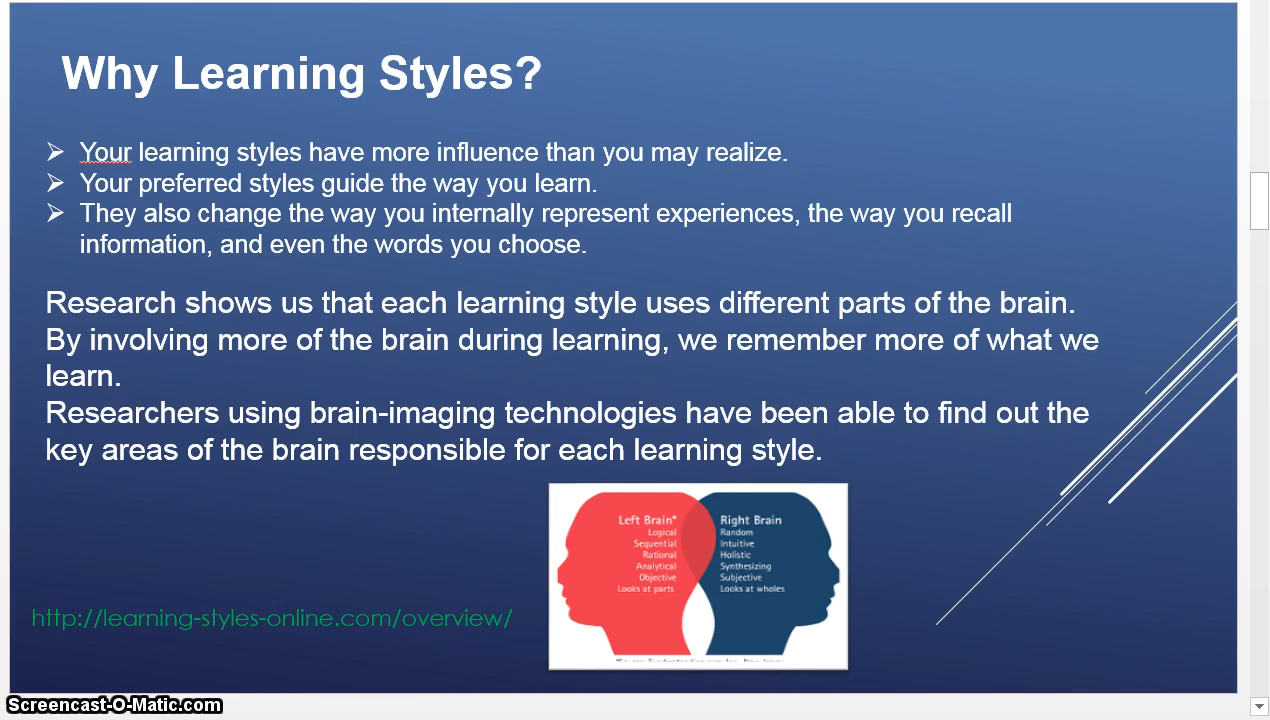 Why Learning Styles?
Your learning styles have more influence than you may realize.
Your preferred styles guide the way you learn.
They also change the way you internally represent experiences, the way you recall
information, and even the words you choose.
Research shows us that each learning style uses different parts of the brain.
By involving more of the brain during learning, we remember more of what we
learn.
Researchers using brain-imaging technologies have been able to find out the
key areas of the brain responsible for each learning style.
Left Brain*
Logical
Sequential
Rational
Analytical
Objective
Looks at parts
Right Brain
Random
Intuitive
Holistic
Synthesizing
Subjective
Looks at wholes
http://learning-styles-online.com/overview/
Screencast-O-Matic.com